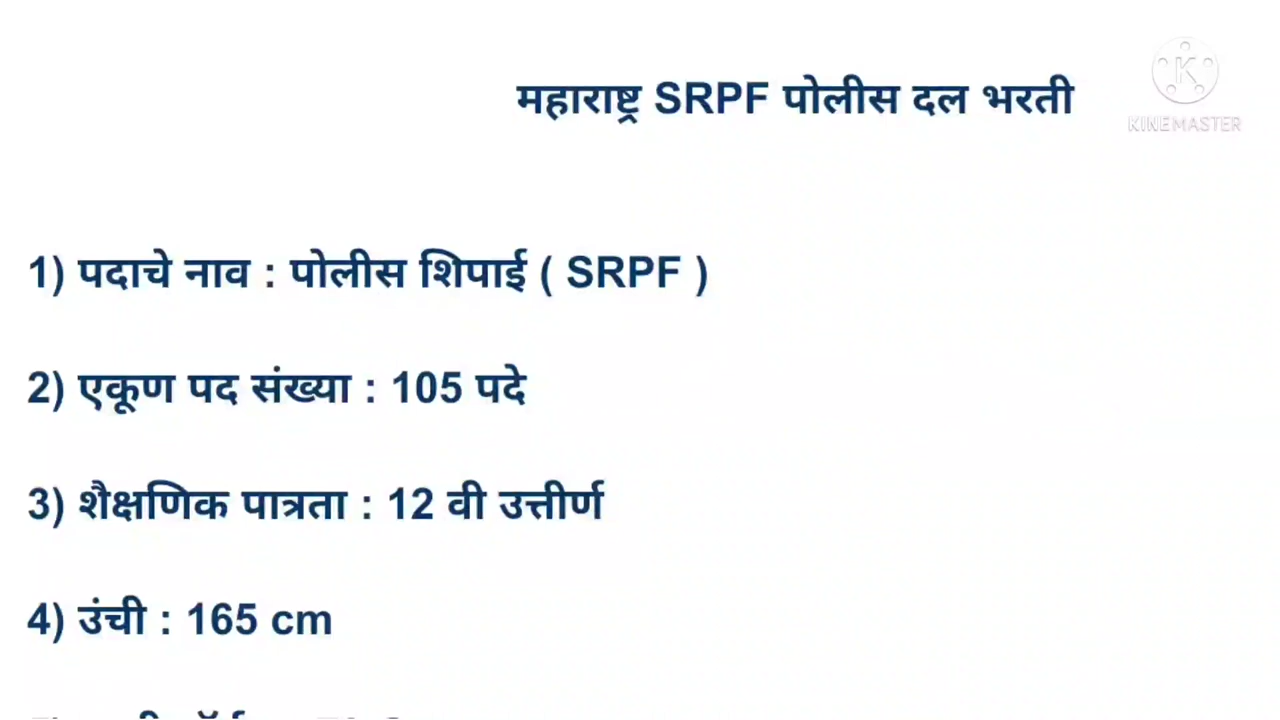 महाराष्ट्र SRPF पोलीस दल भरती
KINEMASTER
1) पदाचे नाव : पोलीस शिपाई ( SRPF )
2) एकूण पद संख्या : 105 पदे
3) शैक्षणिक पात्रता : 12 वी उत्तीर्ण
4) उंची : 165 cm